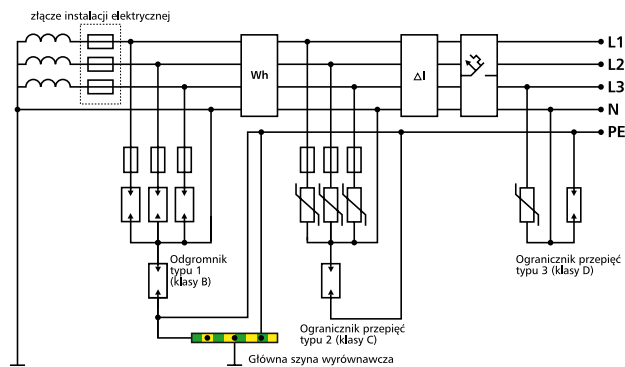 złącze instalacji elektrycznej
L1
L2
L3
N
PE
Wh
ΔI
Odgromnik
typu 1
(klasy B)
Ogranicznik przepięć
typu 2 (klasy C)
Ogranicznik przepięć
typu 3 (klasy D)
Główna szyna wyrównawcza